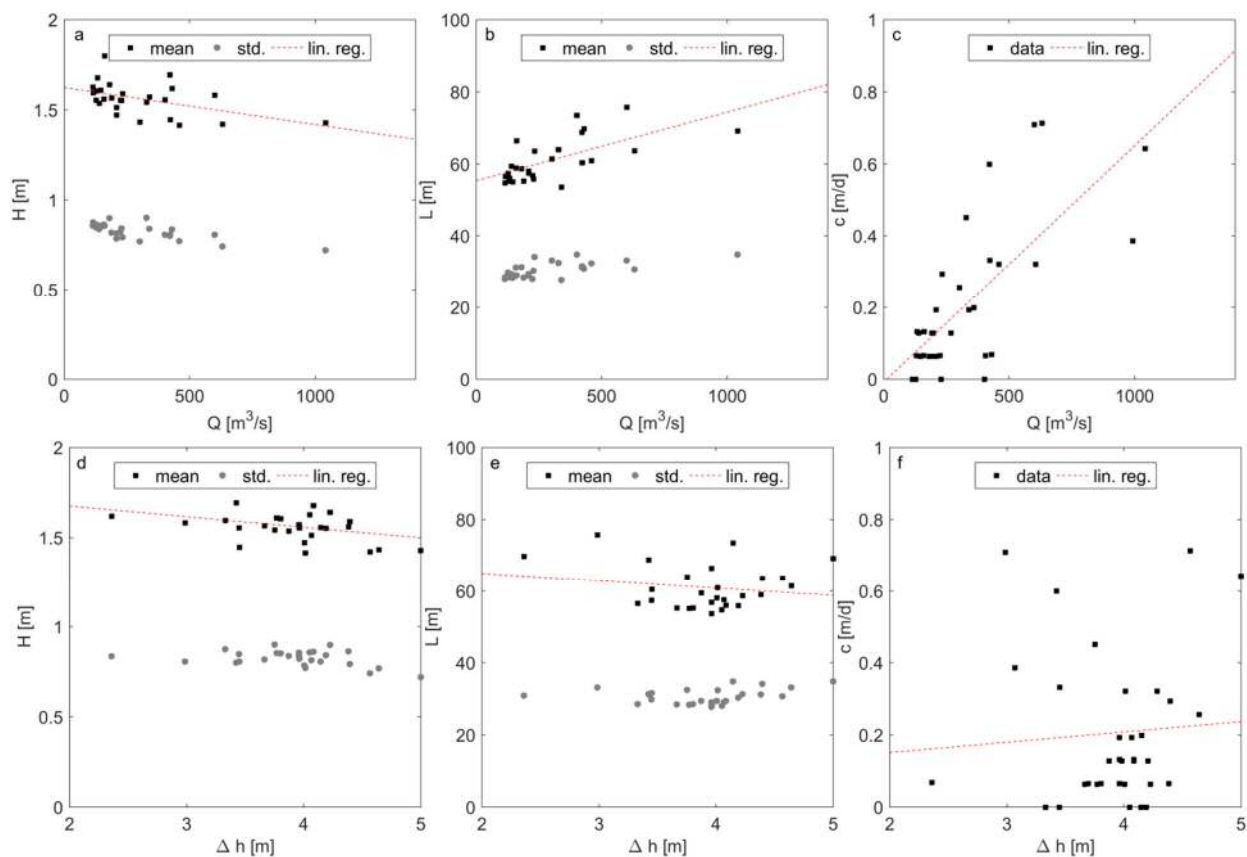 a
mean std. lin. reg.
H [m]
2
1.5
1
0.5
0
0 500 1000
Q [m³/s]
b
mean std. lin. reg.
L [m]
100
80
60
40
20
0
0 500 1000
Q [m³/s]
c
data lin. reg.
c [m/d]
1
0.8
0.6
0.4
0.2
0
0 500 1000
Q [m³/s]
d
mean std. lin. reg.
H [m]
2
1.5
1
0.5
0
2 3 4 5
Δ h [m]
e
mean std. lin. reg.
L [m]
100
80
60
40
20
0
2 3 4 5
Δ h [m]
f
data lin. reg.
c [m/d]
1
0.8
0.6
0.4
0.2
0
2 3 4 5
Δ h [m]